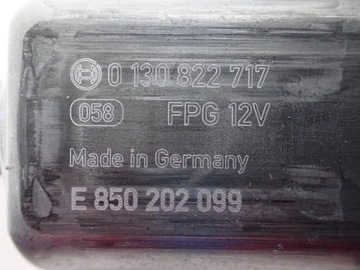 0 130 822 717
058 FPG 12V
Made in Germany
E 850 202 099